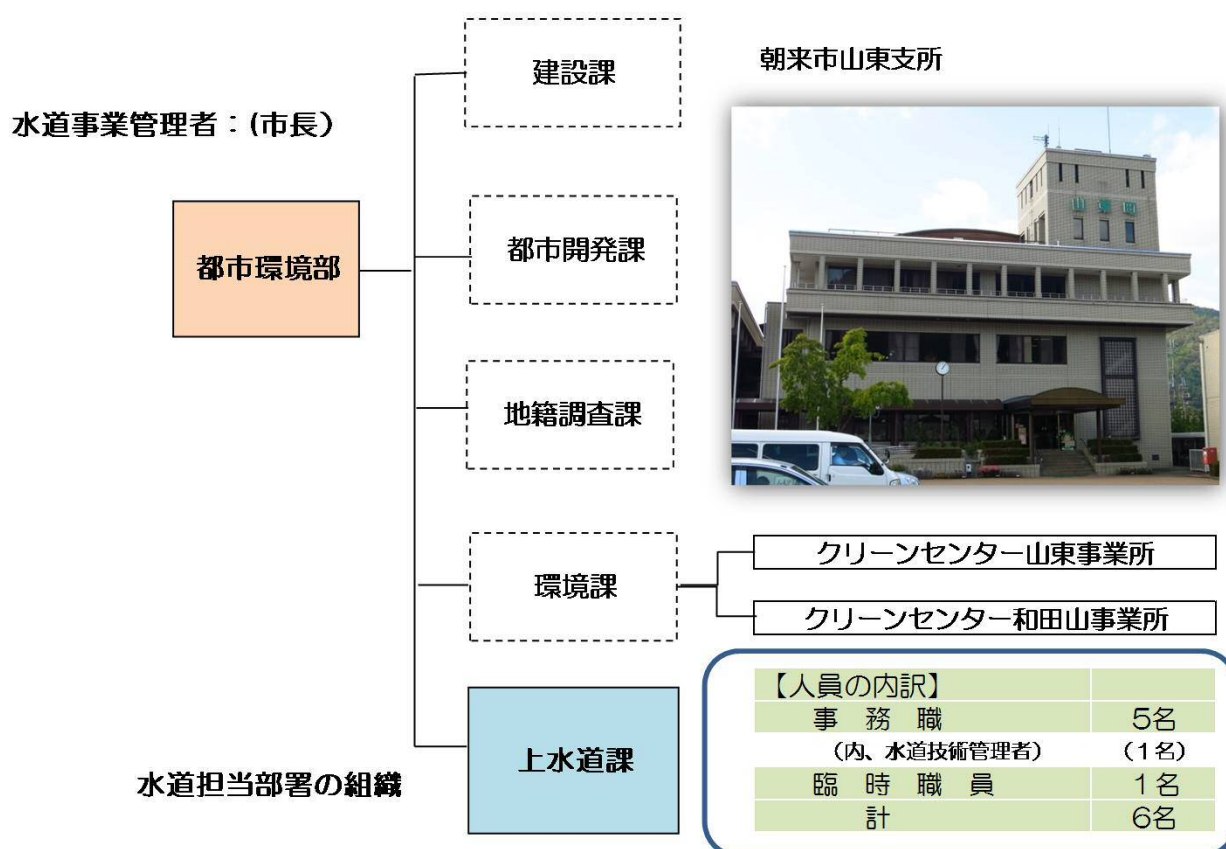 水道事業管理者：(市長）
都市環境部
建設課
都市開発課
地籍調査課
環境課
上水道課
水道担当部署の組織
朝来市山東支所
山東町
クリーンセンター山東事業所
クリーンセンター和田山事業所
【人員の内訳】
事　務　職　5名
（内、水道技術管理者）　（１名）
臨　時　職　員　１名
計　6名